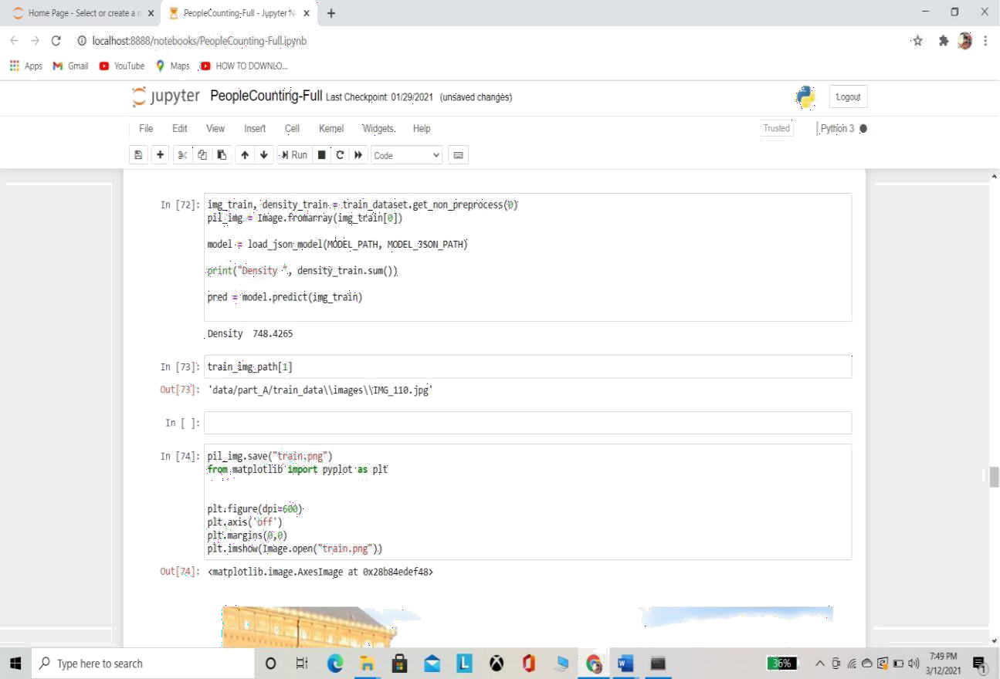 Home Page - Select or create a n
PeopleCounting-Full - Jupyter N
localhost:8888/notebooks/PeopleCounting-Full.ipynb
Apps Gmail YouTube Maps HOW TO DOWNLO...
jupyter PeopleCounting-Full Last Checkpoint: 01/29/2021 (unsaved changes)
Logout
File Edit View Insert Cell Kernel Widgets Help
Trusted
Python 3
Run
Code
In [72]: img_train, density_train = train_dataset.get_non_preprocess(0)
pil_img = Image.fromarray(img_train[0])
model = load_json_model(MODEL_PATH, MODEL_JSON_PATH)
print("Density ", density_train.sum())
pred = model.predict(img_train)
Density 748.4265
In [73]: train_img_path[1]
Out[73]: 'data/part_A/train_data\\images\\IMG_110.jpg'
In [ ]:
In [74]: pil_img.save("train.png")
from matplotlib import pyplot as plt
plt.figure(dpi=600)
plt.axis('off')
plt.margins(0,0)
plt.imshow(Image.open("train.png"))
Out[74]: <matplotlib.image.AxesImage at 0x28b84edef48>
Type here to search
L
W
36%
7:49 PM
3/12/2021
1